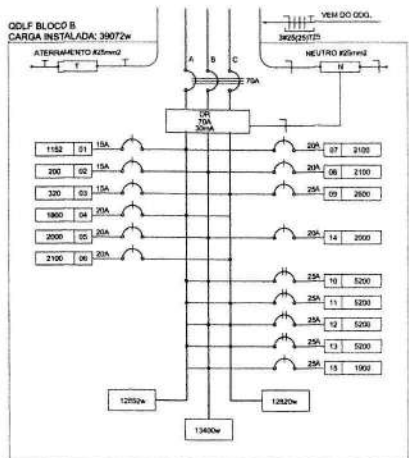 QDLF BLOCO B
CARGA INSTALADA: 39072w
VEM DO QDG.
3#25(25)T25
ATERRAMENTO #25mm2
NEUTRO #25mm2
T
N
A B C
70A
DR
70A
30mA
1152 01 15A
20A 07 2100
200 02 15A
20A 08 2100
320 03 15A
25A 09 2600
1860 04 20A
2000 05 20A
20A 14 2000
2100 06 20A
25A 10 5200
25A 11 5200
25A 12 5200
25A 13 5200
25A 15 1900
12852w
12820w
13400w